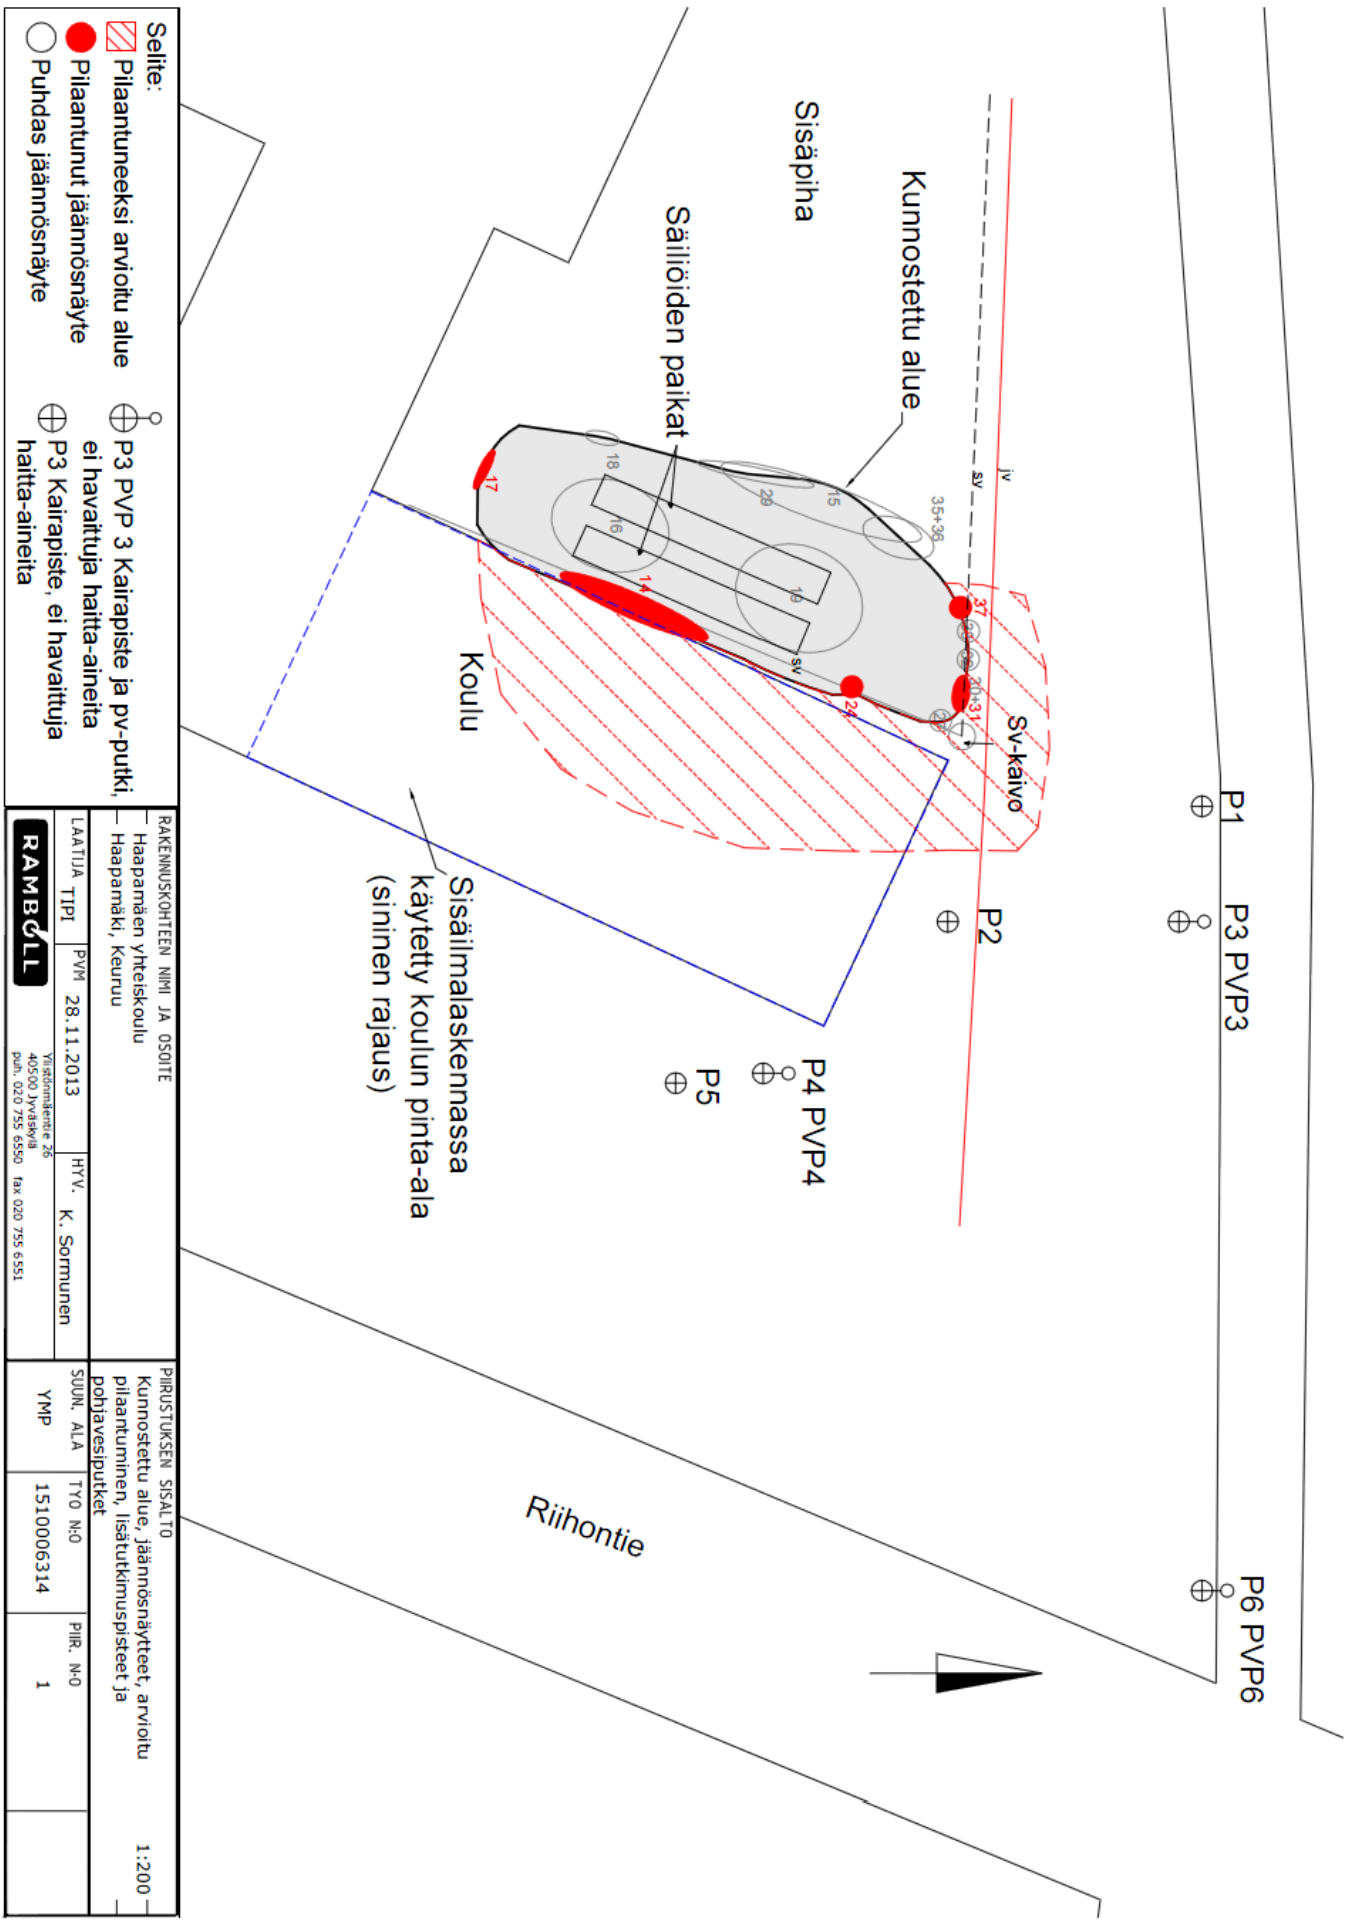 P1
P3 PVP3
P6 PVP6
P2
P4 PVP4
P5
Sisäpiha
Kunnostettu alue
Säiliöiden paikat
jv
sv
Sv-kaivo
35+36
15
29
18
16
19
37
30+31
24
14
17
sv
Koulu
Sisäilmalaskennassa
käytetty koulun pinta-ala
(sininen rajaus)
Riihontie
Selite:
Pilaantuneeksi arvioitu alue
Pilaantunut jäännösnäyte
Puhdas jäännösnäyte
P3 PVP 3 Kairapiste ja pv-putki,
ei havaittuja haitta-aineita
P3 Kairapiste, ei havaittuja
haitta-aineita
RAKENNUSKOHTEEN NIMI JA OSOITE
Haapamäen yhteiskoulu
Haapamäki, Keuruu
LAATIJA TIPI
PVM 28.11.2013
HYV. K. Sormunen
RAMBOLL
Ylistönmäentie 26
40500 Jyväskylä
puh. 020 755 6550 fax 020 755 6551
PIIRUSTUKSEN SISALTO
Kunnostettu alue, jäännösnäytteet, arvioitu
pilaantuminen, lisätutkimuspisteet ja
pohjavesiputket
1:200
SUUN. ALA
YMP
TYO N:O
1510006314
PIIR. N:O
1